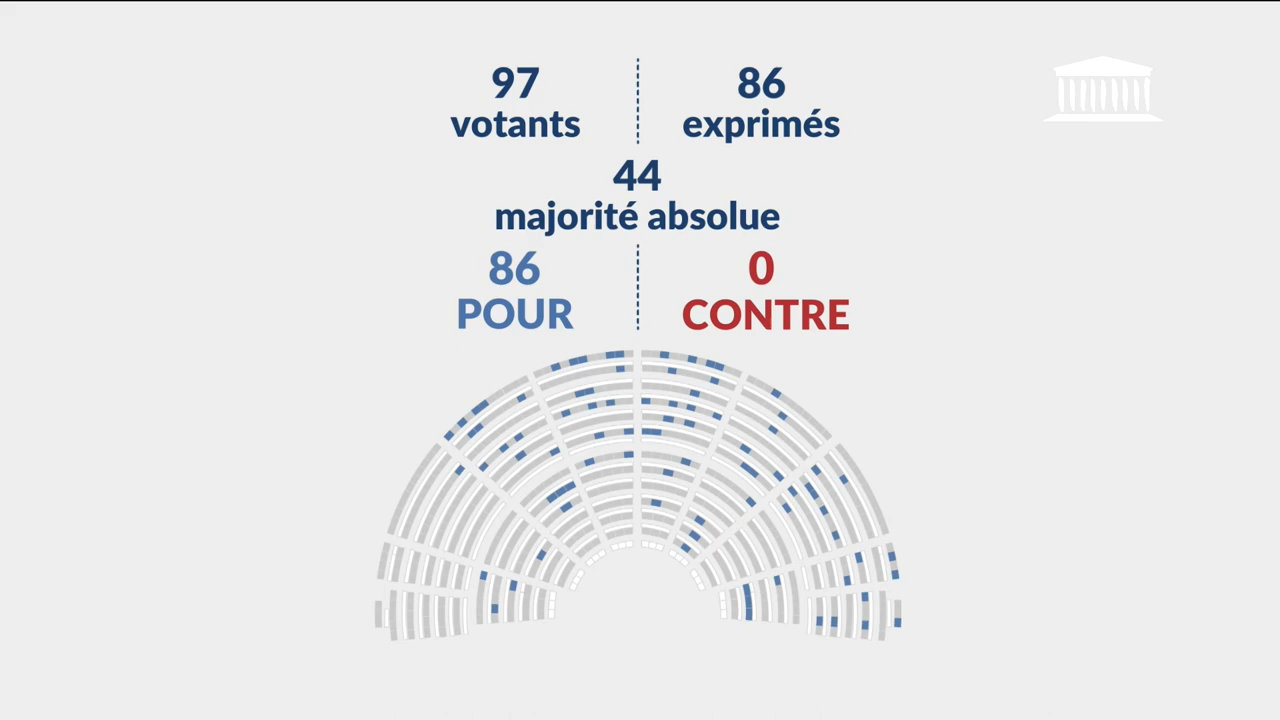 97
votants
86
exprimés
44
majorité absolue
86
POUR
0
CONTRE